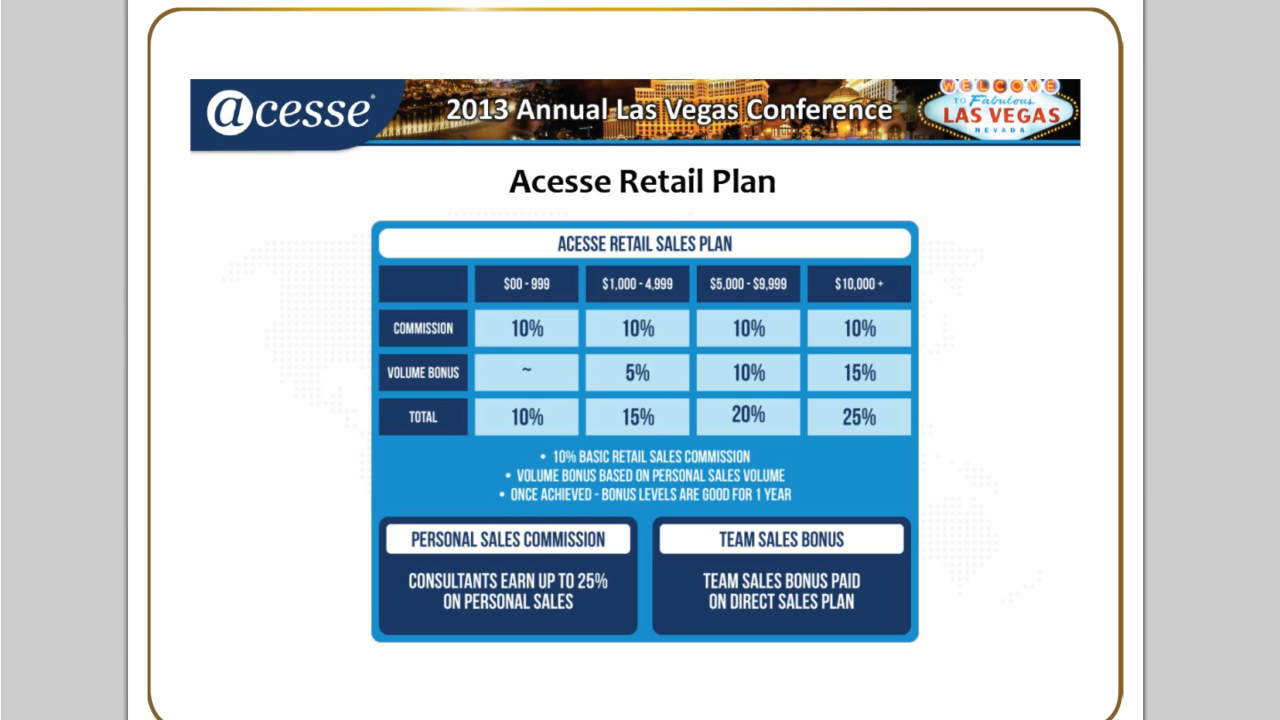 acesse®
2013 Annual Las Vegas Conference
WELCOME
TO Fabulous
LAS VEGAS
NEVADA
Acesse Retail Plan
ACESSE RETAIL SALES PLAN
$00 - 999 $1,000 - 4,999 $5,000 - $9,999 $10,000 +
COMMISSION 10% 10% 10% 10%
VOLUME BONUS ~ 5% 10% 15%
TOTAL 10% 15% 20% 25%
• 10% BASIC RETAIL SALES COMMISSION
• VOLUME BONUS BASED ON PERSONAL SALES VOLUME
• ONCE ACHIEVED - BONUS LEVELS ARE GOOD FOR 1 YEAR
PERSONAL SALES COMMISSION
CONSULTANTS EARN UP TO 25%
ON PERSONAL SALES
TEAM SALES BONUS
TEAM SALES BONUS PAID
ON DIRECT SALES PLAN